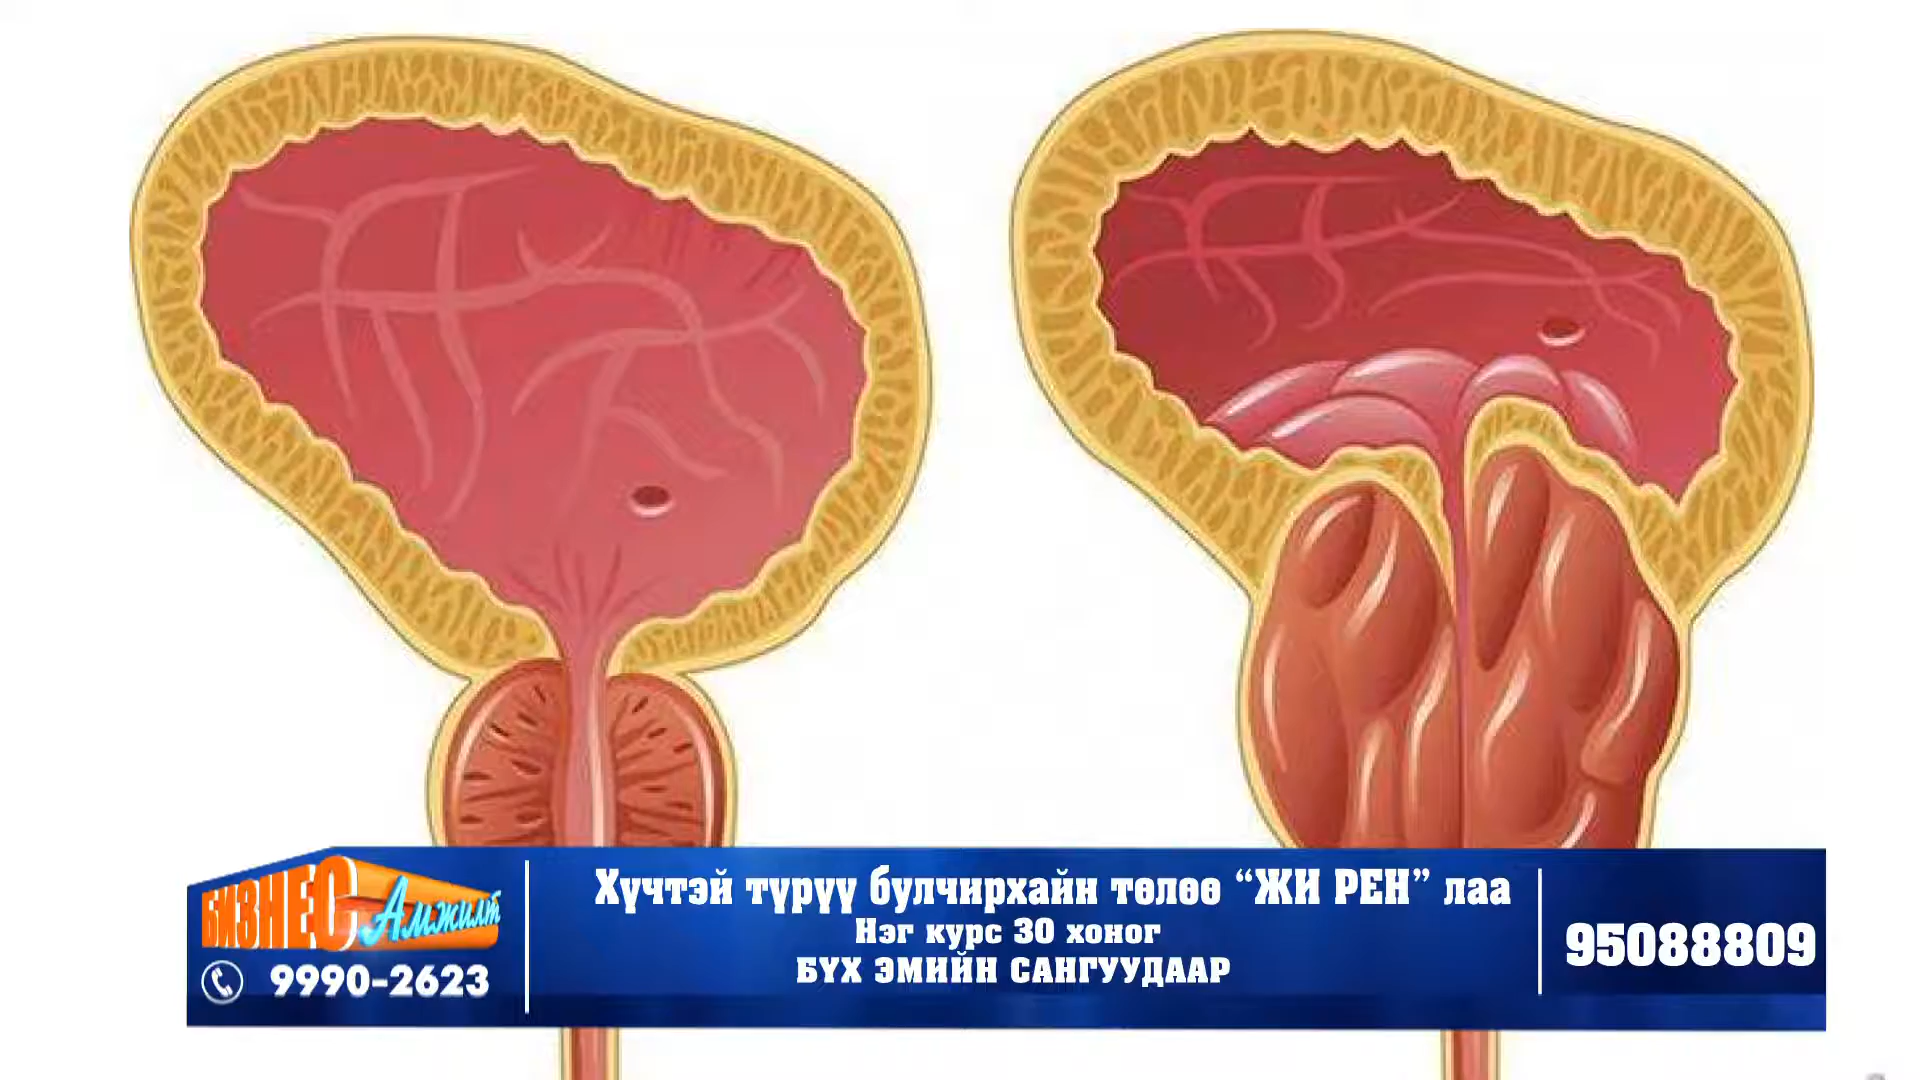 БИЗНЕС
Амжилт
9990-2623
Хүчтэй түрүү булчирхайн төлөө “ЖИ РЕН” лаа
Нэг курс 30 хоног
БҮХ ЭМИЙН САНГУУДААР
95088809